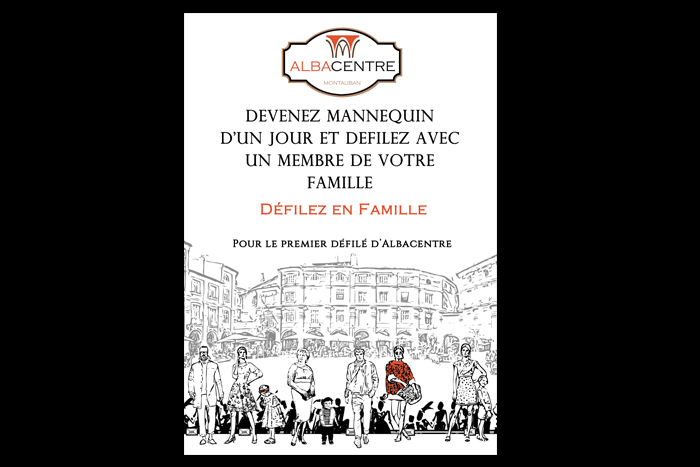 ALBACENTRE
MONTAUBAN
DEVENEZ MANNEQUIN
D'UN JOUR ET DEFILEZ AVEC
UN MEMBRE DE VOTRE
FAMILLE
DÉFILEZ EN FAMILLE
POUR LE PREMIER DÉFILÉ D'ALBACENTRE